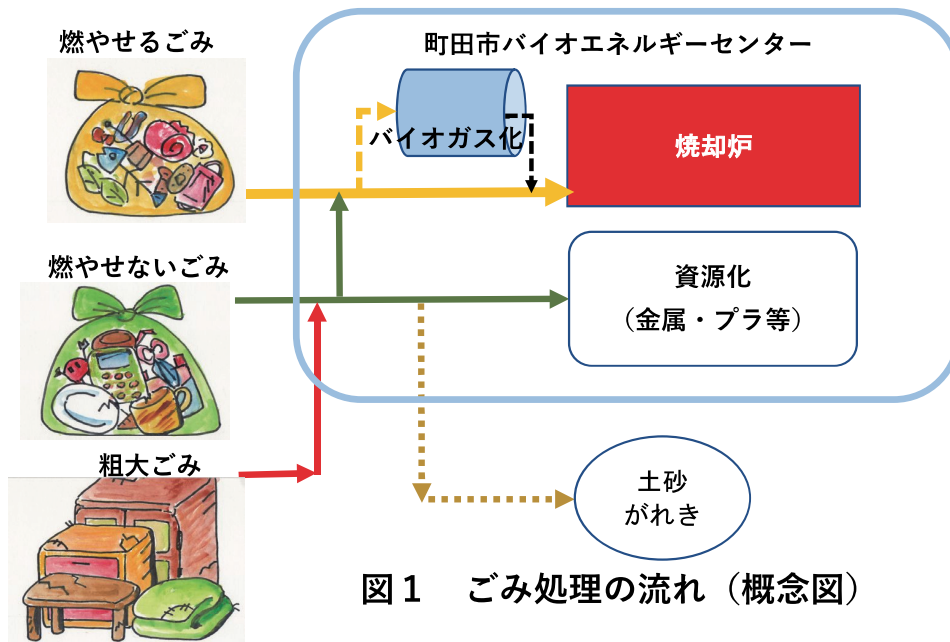 燃やせるごみ
町田市バイオエネルギーセンター
バイオガス化
焼却炉
燃やせないごみ
資源化
（金属・プラ等）
粗大ごみ
土砂
がれき
図１　ごみ処理の流れ（概念図）